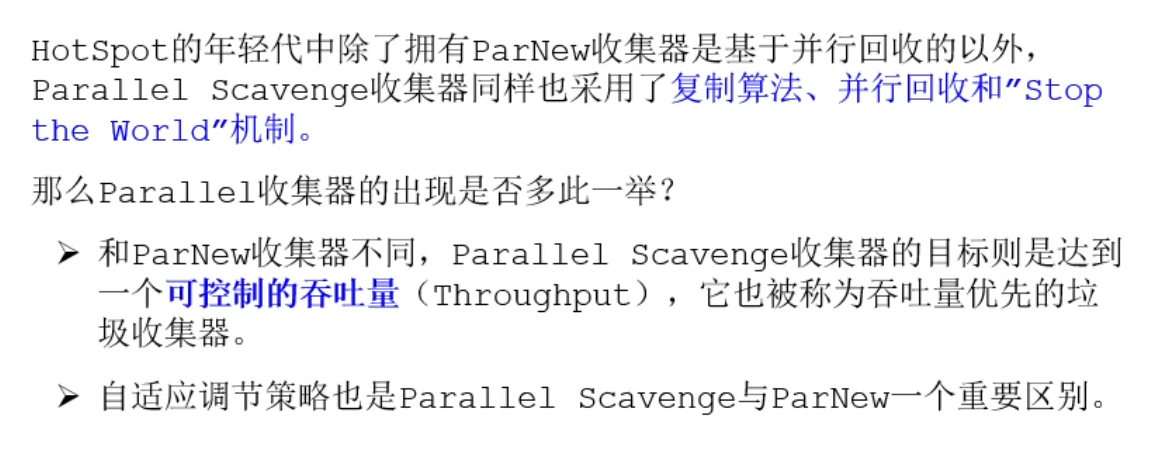 HotSpot的年轻代中除了拥有ParNew收集器是基于并行回收的以外，
Parallel Scavenge收集器同样也采用了复制算法、并行回收和"Stop
the World"机制。
那么Parallel收集器的出现是否多此一举？
➢ 和ParNew收集器不同，Parallel Scavenge收集器的目标则是达到
一个可控制的吞吐量（Throughput），它也被称为吞吐量优先的垃
圾收集器。
➢ 自适应调节策略也是Parallel Scavenge与ParNew一个重要区别。